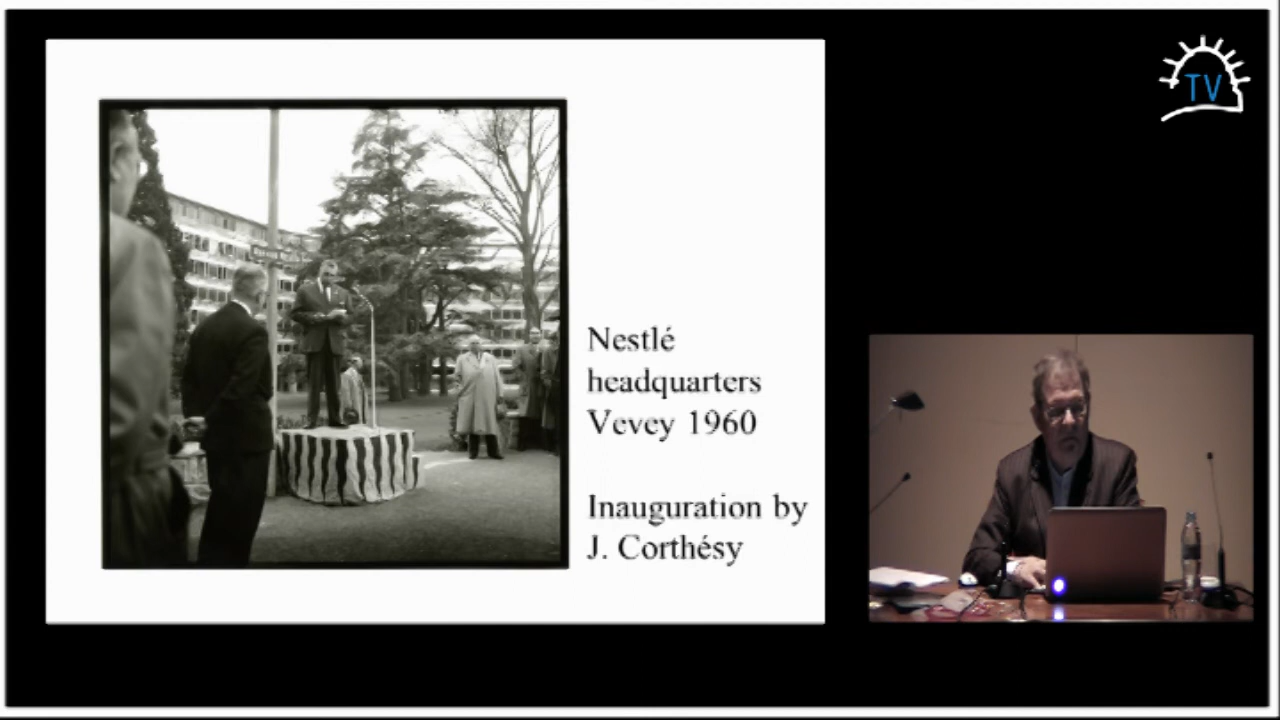 TV
Nestlé
headquarters
Vevey 1960
Inauguration by
J. Corthésy